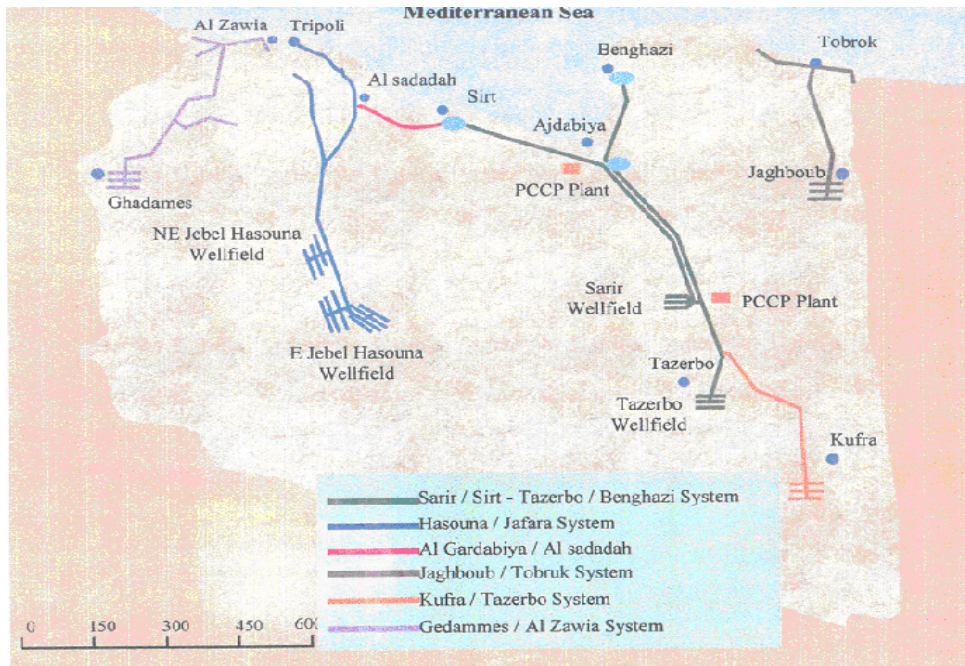 Mediterranean Sea
Al Zawia
Tripoli
Benghazi
Tobrok
Al sadadah
Sirt
Ajdabiya
PCCP Plant
Jaghboub
Ghadames
NE Jebel Hasouna
Wellfield
Sarir
Wellfield
PCCP Plant
E Jebel Hasouna
Wellfield
Tazerbo
Tazerbo
Wellfield
Kufra
Sarir / Sirt - Tazerbo / Benghazi System
Hasouna / Jafara System
Al Gardabiya / Al sadadah
Jaghboub / Tobruk System
Kufra / Tazerbo System
Gedammes / Al Zawia System
0 150 300 450 600